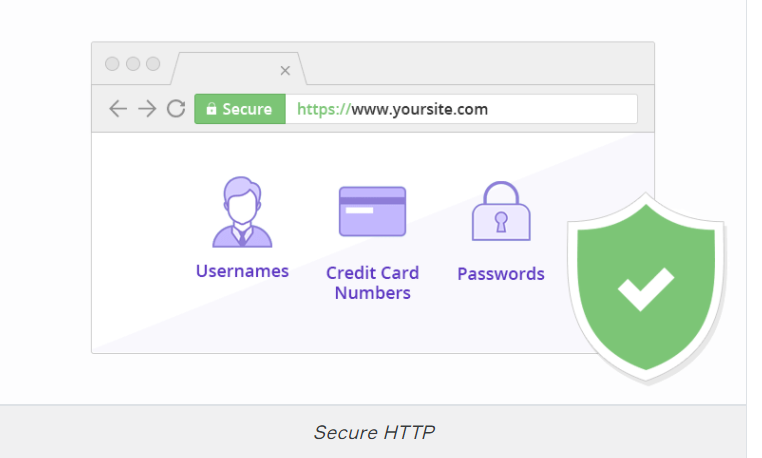 Secure https://www.yoursite.com
Usernames
Credit Card
Numbers
Passwords
Secure HTTP